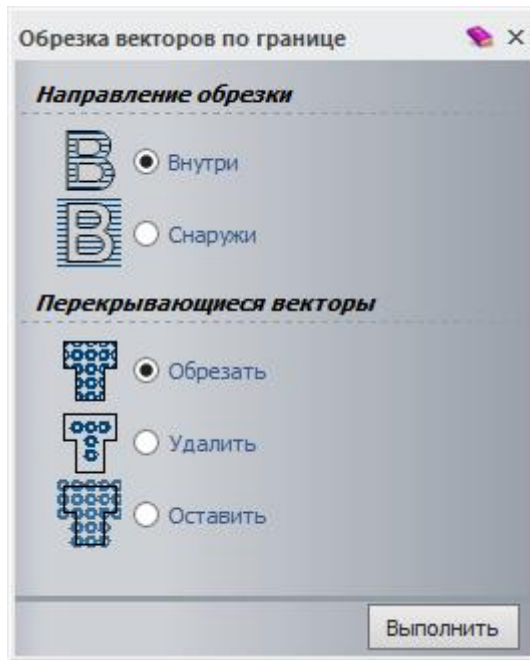 Обрезка векторов по границе
Направление обрезки
Внутри
Снаружи
Перекрывающиеся векторы
Обрезать
Удалить
Оставить
Выполнить